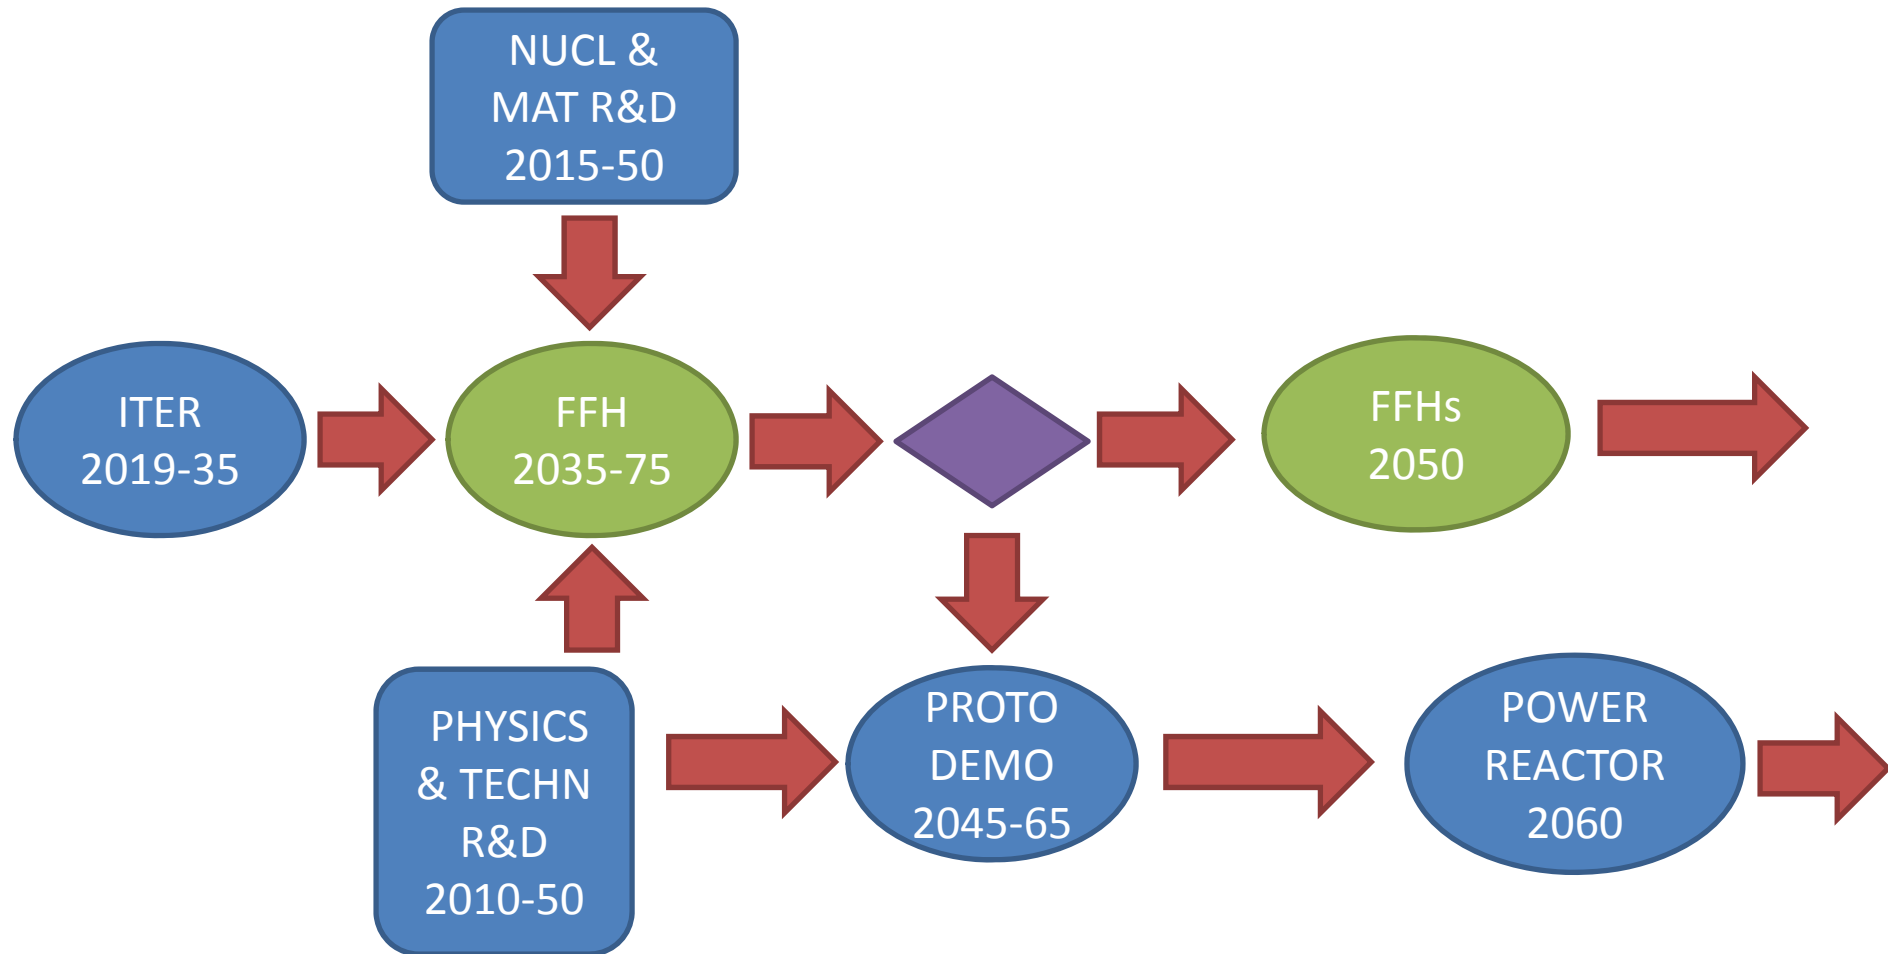 NUCL &
MAT R&D
2015-50
ITER
2019-35
FFH
2035-75
FFHs
2050
PHYSICS
& TECHN
R&D
2010-50
PROTO
DEMO
2045-65
POWER
REACTOR
2060